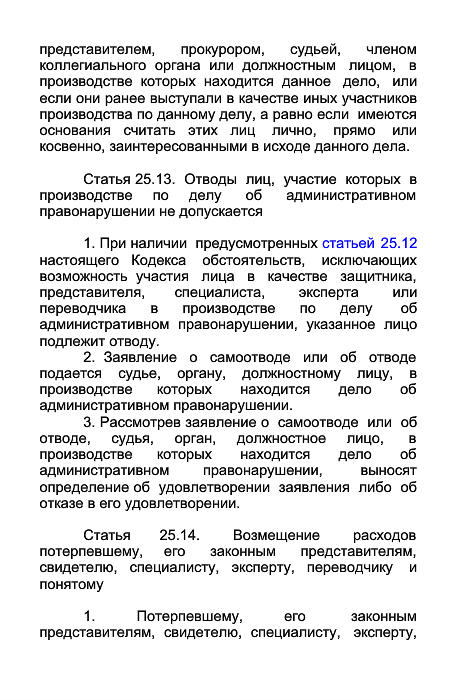 представителем, прокурором, судьей, членом
коллегиального органа или должностным лицом, в
производстве которых находится данное дело, или
если они ранее выступали в качестве иных участников
производства по данному делу, а равно если имеются
основания считать этих лиц лично, прямо или
косвенно, заинтересованными в исходе данного дела.
Статья 25.13. Отводы лиц, участие которых в
производстве по делу об административном
правонарушении не допускается
1. При наличии предусмотренных статьей 25.12
настоящего Кодекса обстоятельств, исключающих
возможность участия лица в качестве защитника,
представителя, специалиста, эксперта или
переводчика в производстве по делу об
административном правонарушении, указанное лицо
подлежит отводу.
2. Заявление о самоотводе или об отводе
подается судье, органу, должностному лицу, в
производстве которых находится дело об
административном правонарушении.
3. Рассмотрев заявление о самоотводе или об
отводе, судья, орган, должностное лицо, в
производстве которых находится дело об
административном правонарушении, выносят
определение об удовлетворении заявления либо об
отказе в его удовлетворении.
Статья 25.14. Возмещение расходов
потерпевшему, его законным представителям,
свидетелю, специалисту, эксперту, переводчику и
понятому
1. Потерпевшему, его законным
представителям, свидетелю, специалисту, эксперту,